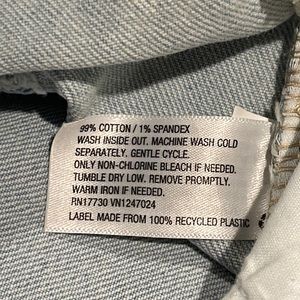 99% COTTON / 1% SPANDEX
WASH INSIDE OUT. MACHINE WASH COLD
SEPARATELY. GENTLE CYCLE.
ONLY NON-CHLORINE BLEACH IF NEEDED.
TUMBLE DRY LOW. REMOVE PROMPTLY.
WARM IRON IF NEEDED.
RN17730 VN1247024
LABEL MADE FROM 100% RECYCLED PLASTIC